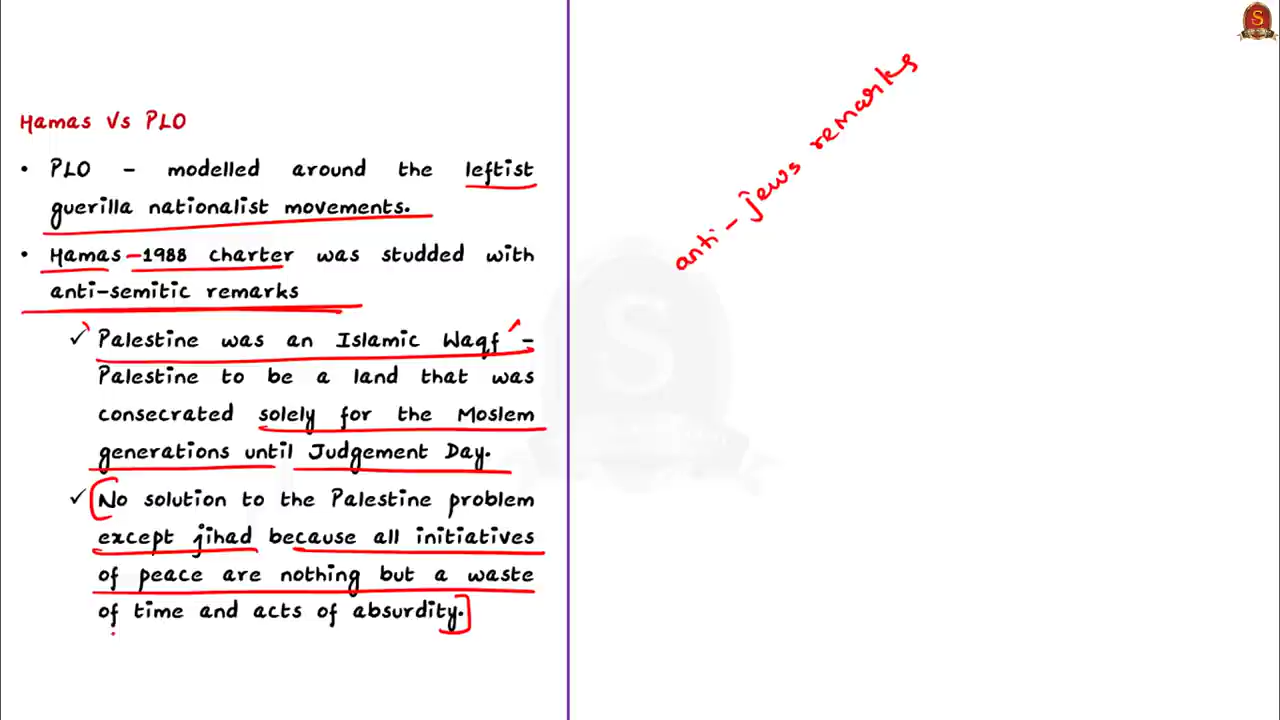 Hamas Vs PLO
• PLO - modelled around the leftist
guerilla nationalist movements.
• Hamas -1988 charter was studded with
anti-semitic remarks
✓ Palestine was an Islamic Waqf' -
Palestine to be a land that was
consecrated solely for the Moslem
generations until Judgement Day.
✓ No solution to the Palestine problem
except jihad because all initiatives
of peace are nothing but a waste
of time and acts of absurdity.
anti-jews remarks
S
S